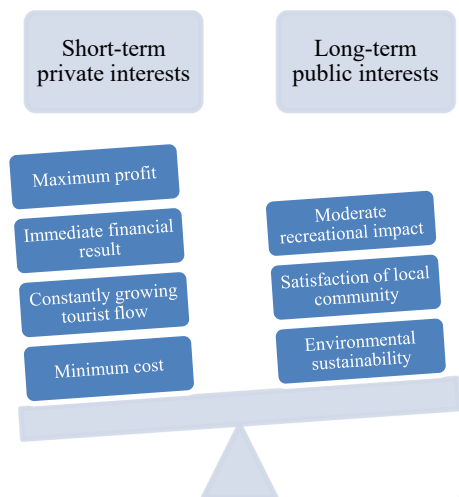 Short-term
private interests
Long-term
public interests
Maximum profit
Immediate financial
result
Constantly growing
tourist flow
Minimum cost
Moderate
recreational impact
Satisfaction of local
community
Environmental
sustainability